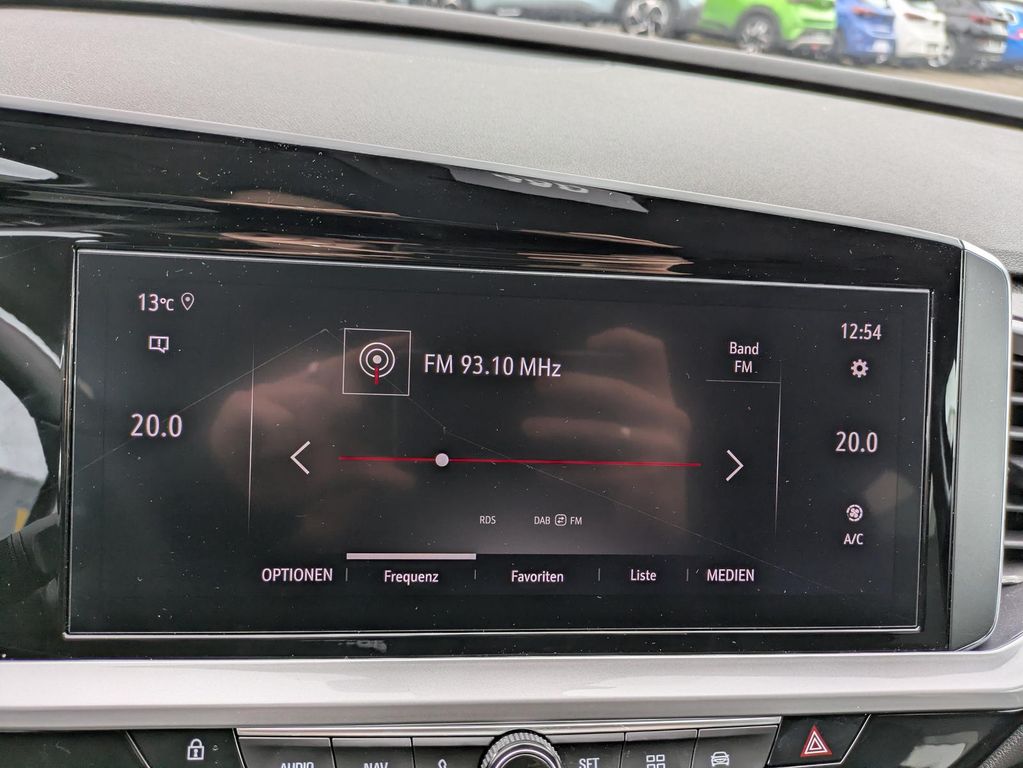 13°C
12:54
Band
FM 93.10 MHz
FM
20.0
20.0
RDS
DAB FM
A/C
OPTIONEN
Frequenz
Favoriten
Liste
MEDIEN
AUDIO
NAV
SET